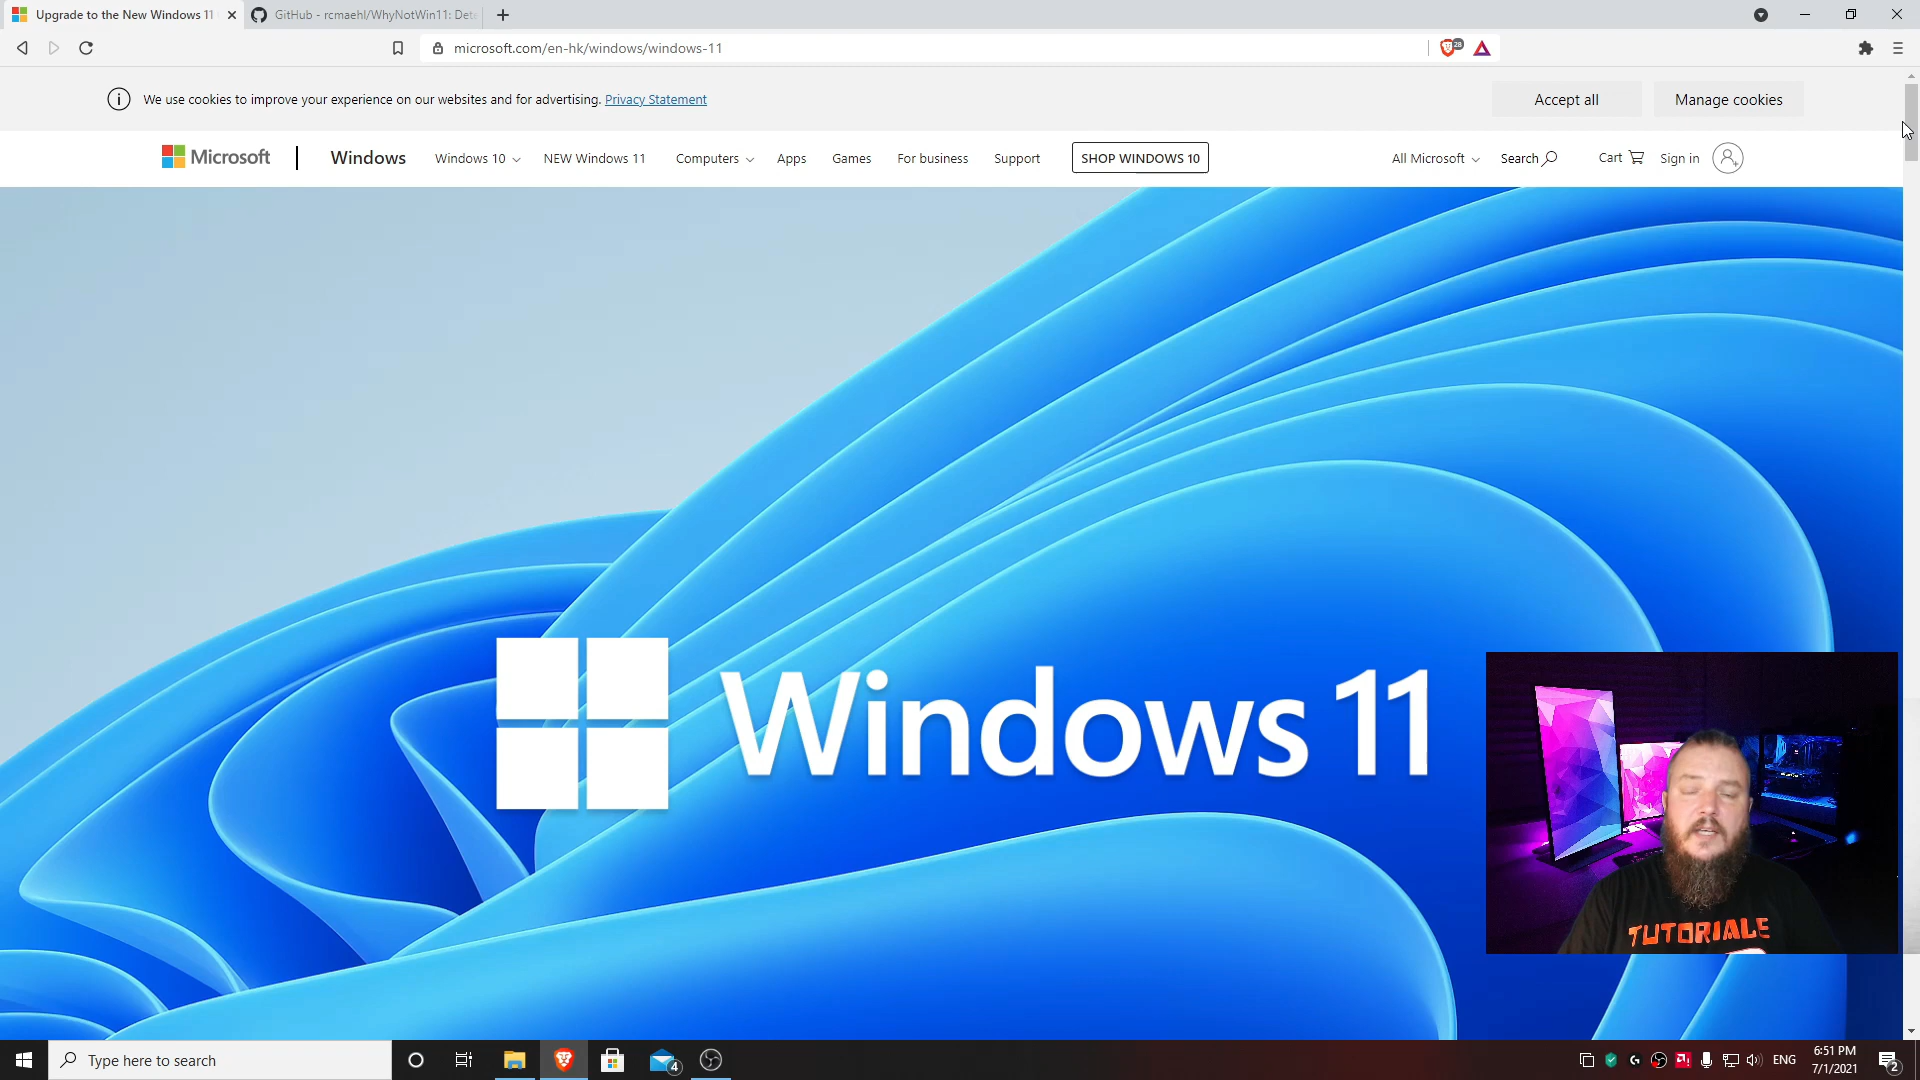 Upgrade to the New Windows 11
GitHub - rcmaehl/WhyNotWin11: Det
microsoft.com/en-hk/windows/windows-11
28
We use cookies to improve your experience on our websites and for advertising. Privacy Statement
Accept all
Manage cookies
Microsoft
Windows
Windows 10
NEW Windows 11
Computers
Apps
Games
For business
Support
SHOP WINDOWS 10
All Microsoft
Search
Cart
Sign in
Windows 11
TUTORIALE
Type here to search
4
ENG
6:51 PM
7/1/2021
2